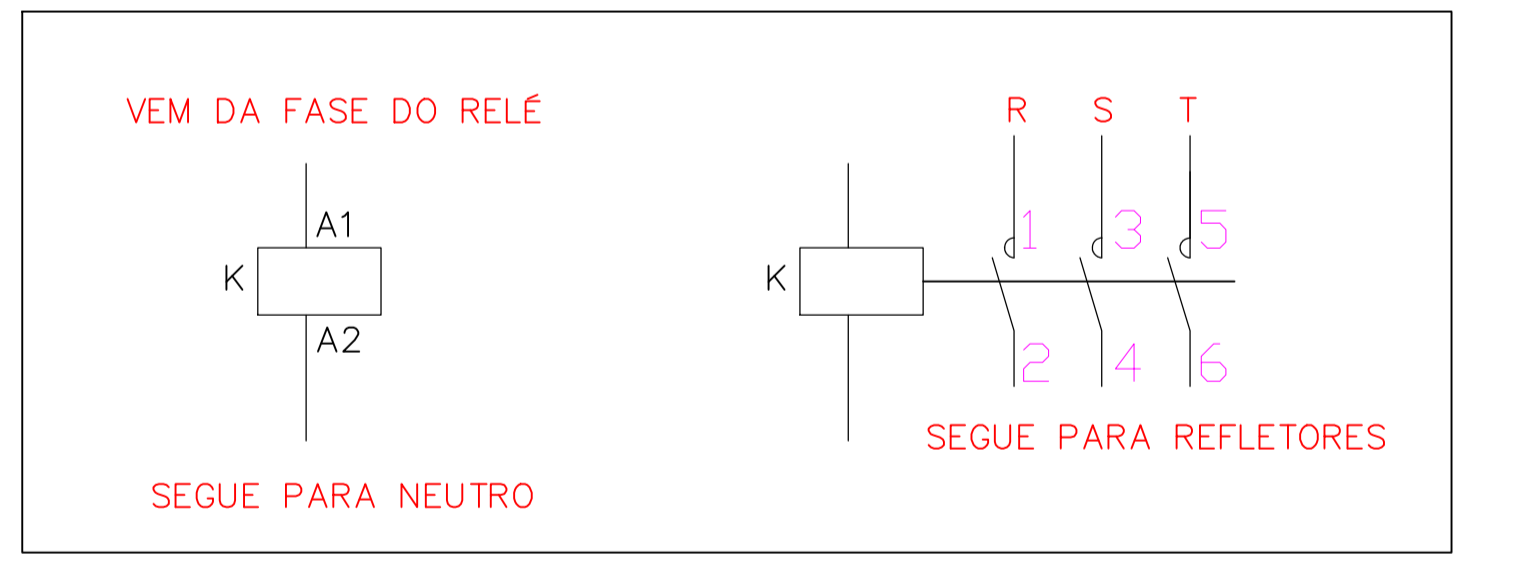 VEM DA FASE DO RELÉ
A1
K
A2
SEGUE PARA NEUTRO
R S T
1 3 5
K
2 4 6
SEGUE PARA REFLETORES